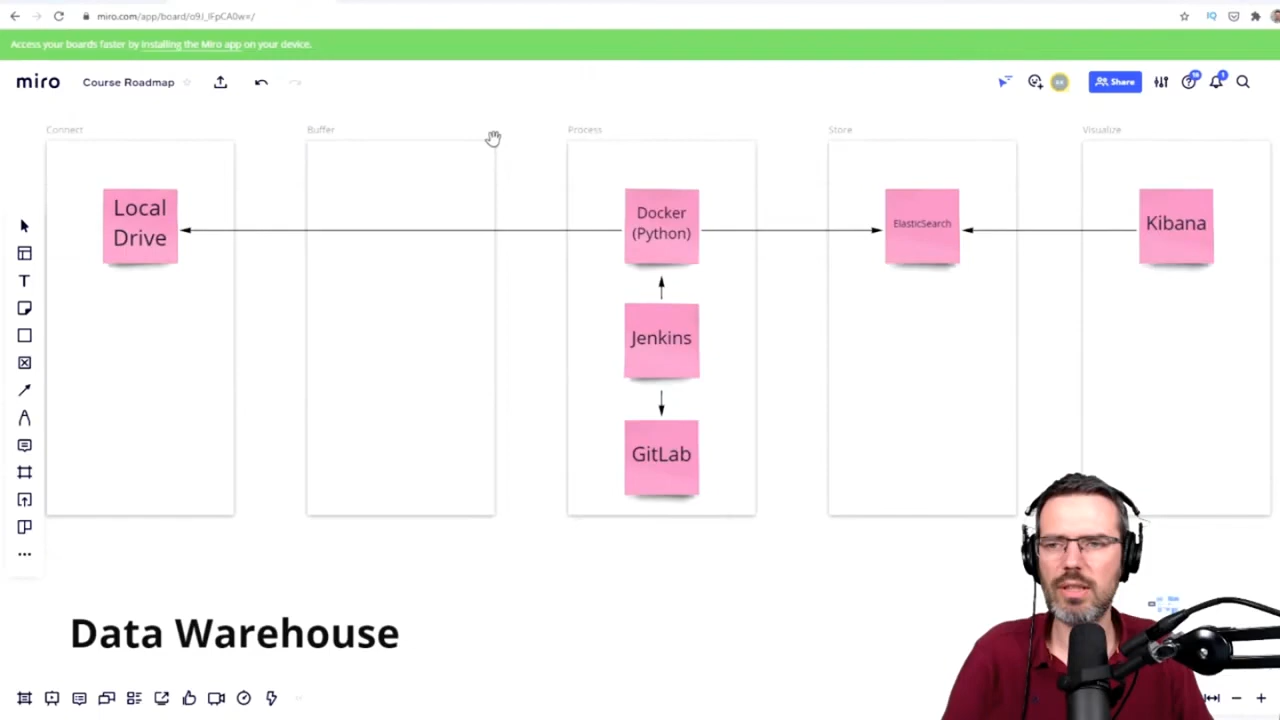 miro.com/app/board/o9J_lFpCA0w=/
Access your boards faster by installing the Miro app on your device.
miro
Course Roadmap
Share
Connect
Buffer
Process
Store
Visualize
Local
Drive
Docker
(Python)
ElasticSearch
Kibana
Jenkins
GitLab
Data Warehouse